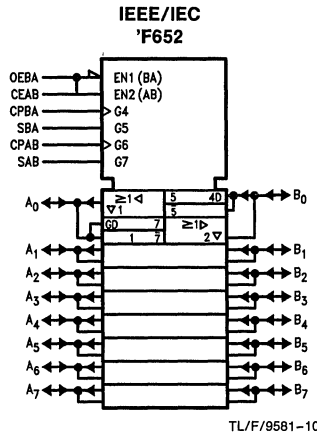 IEEE/IEC
'F652
OEBA EN1 (BA)
CEAB EN2 (AB)
CPBA G4
SBA G5
CPAB G6
SAB G7
A0 ≥1◁ 5 4D B0
▽1 5
GD 7 ≥1▷
1 7 2▽
A1 B1
A2 B2
A3 B3
A4 B4
A5 B5
A6 B6
A7 B7
TL/F/9581–10